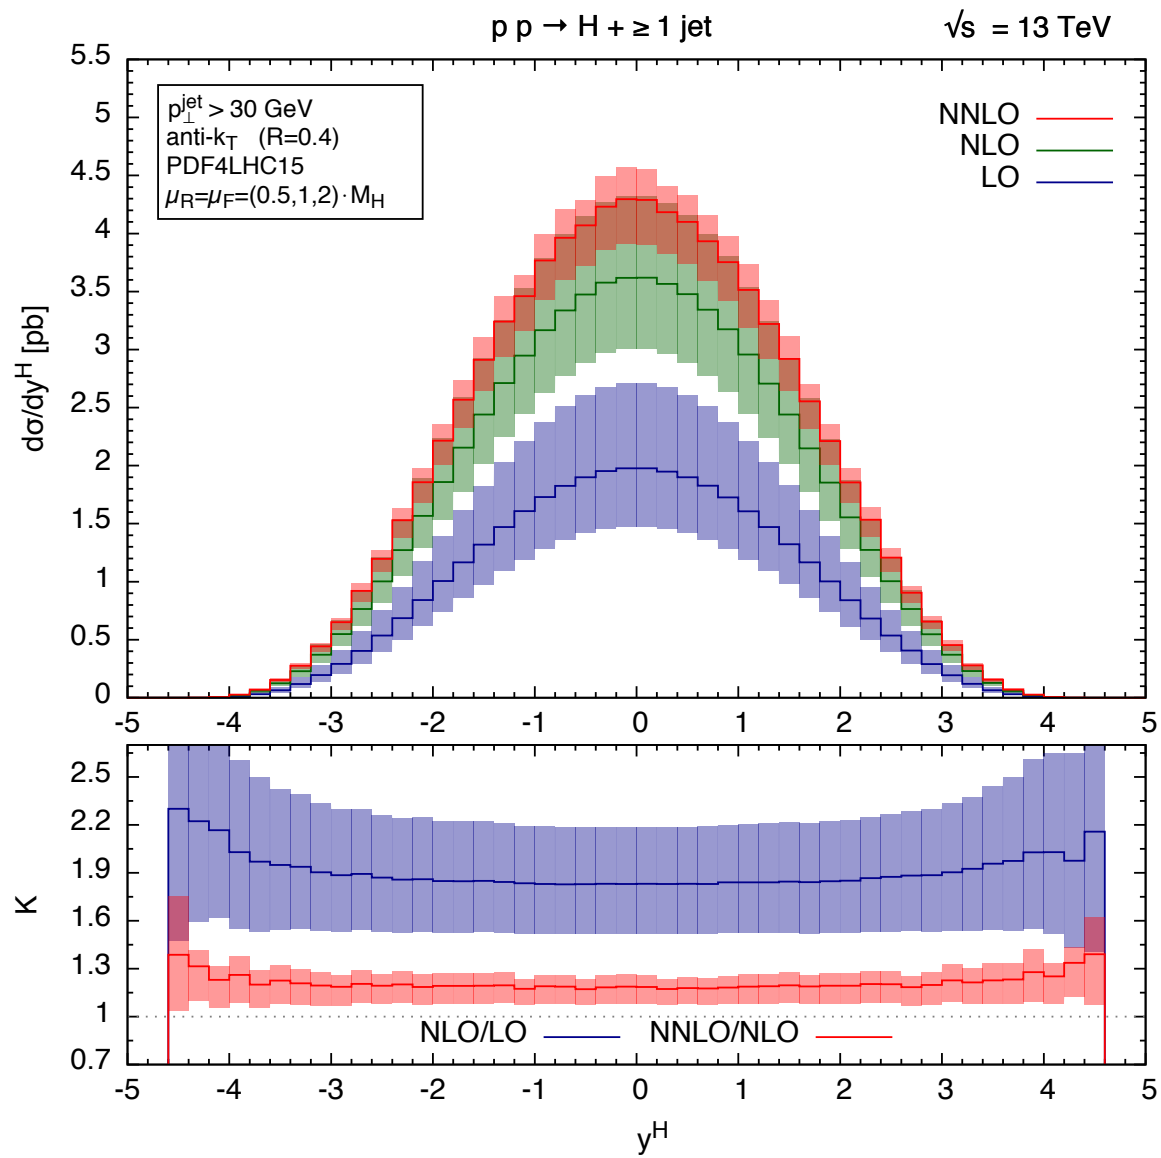 p p → H + ≥ 1 jet
√s = 13 TeV
5.5
5
4.5
4
3.5
3
2.5
2
1.5
1
0.5
0
dσ/dy^H [pb]
p_⊥^jet > 30 GeV
anti-k_T (R=0.4)
PDF4LHC15
μ_R=μ_F=(0.5,1,2)·M_H
NNLO
NLO
LO
-5 -4 -3 -2 -1 0 1 2 3 4 5
2.5
2.2
1.9
1.6
1.3
1
0.7
K
NLO/LO NNLO/NLO
-5 -4 -3 -2 -1 0 1 2 3 4 5
y^H